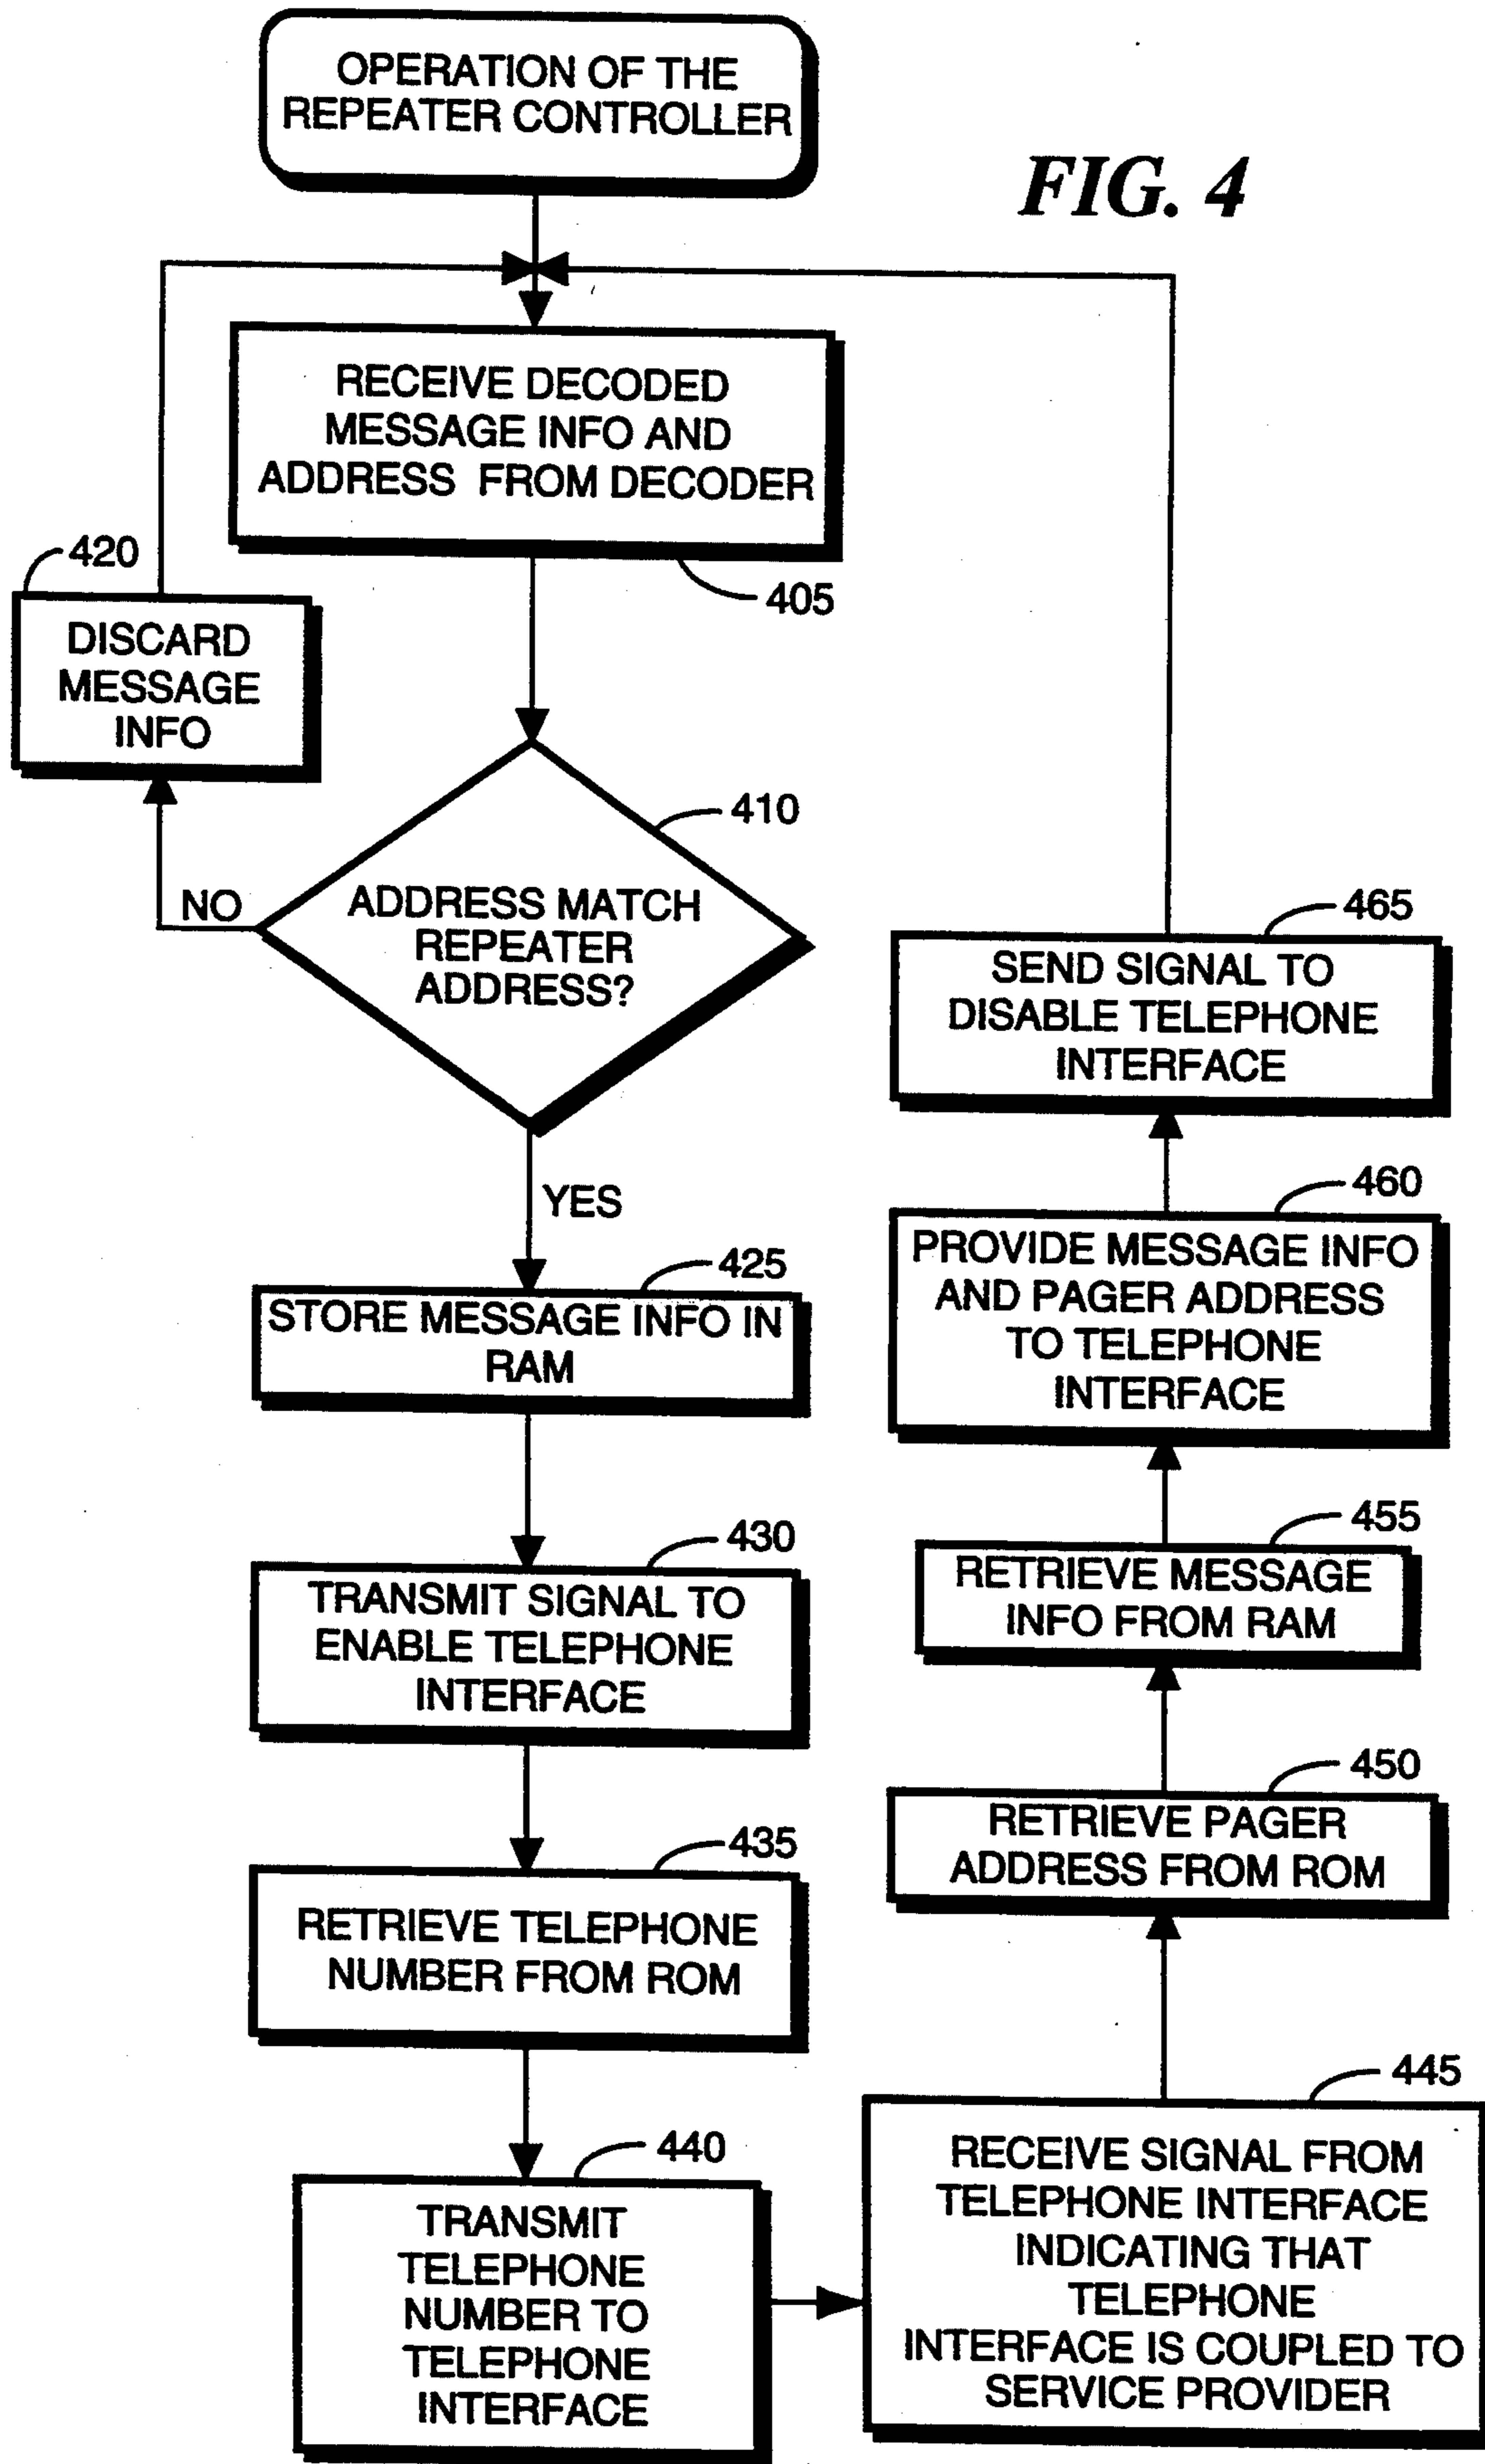 OPERATION OF THE
REPEATER CONTROLLER
FIG. 4
RECEIVE DECODED
MESSAGE INFO AND
ADDRESS FROM DECODER
405
420
DISCARD
MESSAGE
INFO
410
ADDRESS MATCH
REPEATER
ADDRESS?
NO
YES
425
STORE MESSAGE INFO IN
RAM
430
TRANSMIT SIGNAL TO
ENABLE TELEPHONE
INTERFACE
435
RETRIEVE TELEPHONE
NUMBER FROM ROM
440
TRANSMIT
TELEPHONE
NUMBER TO
TELEPHONE
INTERFACE
445
RECEIVE SIGNAL FROM
TELEPHONE INTERFACE
INDICATING THAT
TELEPHONE
INTERFACE IS COUPLED TO
SERVICE PROVIDER
450
RETRIEVE PAGER
ADDRESS FROM ROM
455
RETRIEVE MESSAGE
INFO FROM RAM
460
PROVIDE MESSAGE INFO
AND PAGER ADDRESS
TO TELEPHONE
INTERFACE
465
SEND SIGNAL TO
DISABLE TELEPHONE
INTERFACE